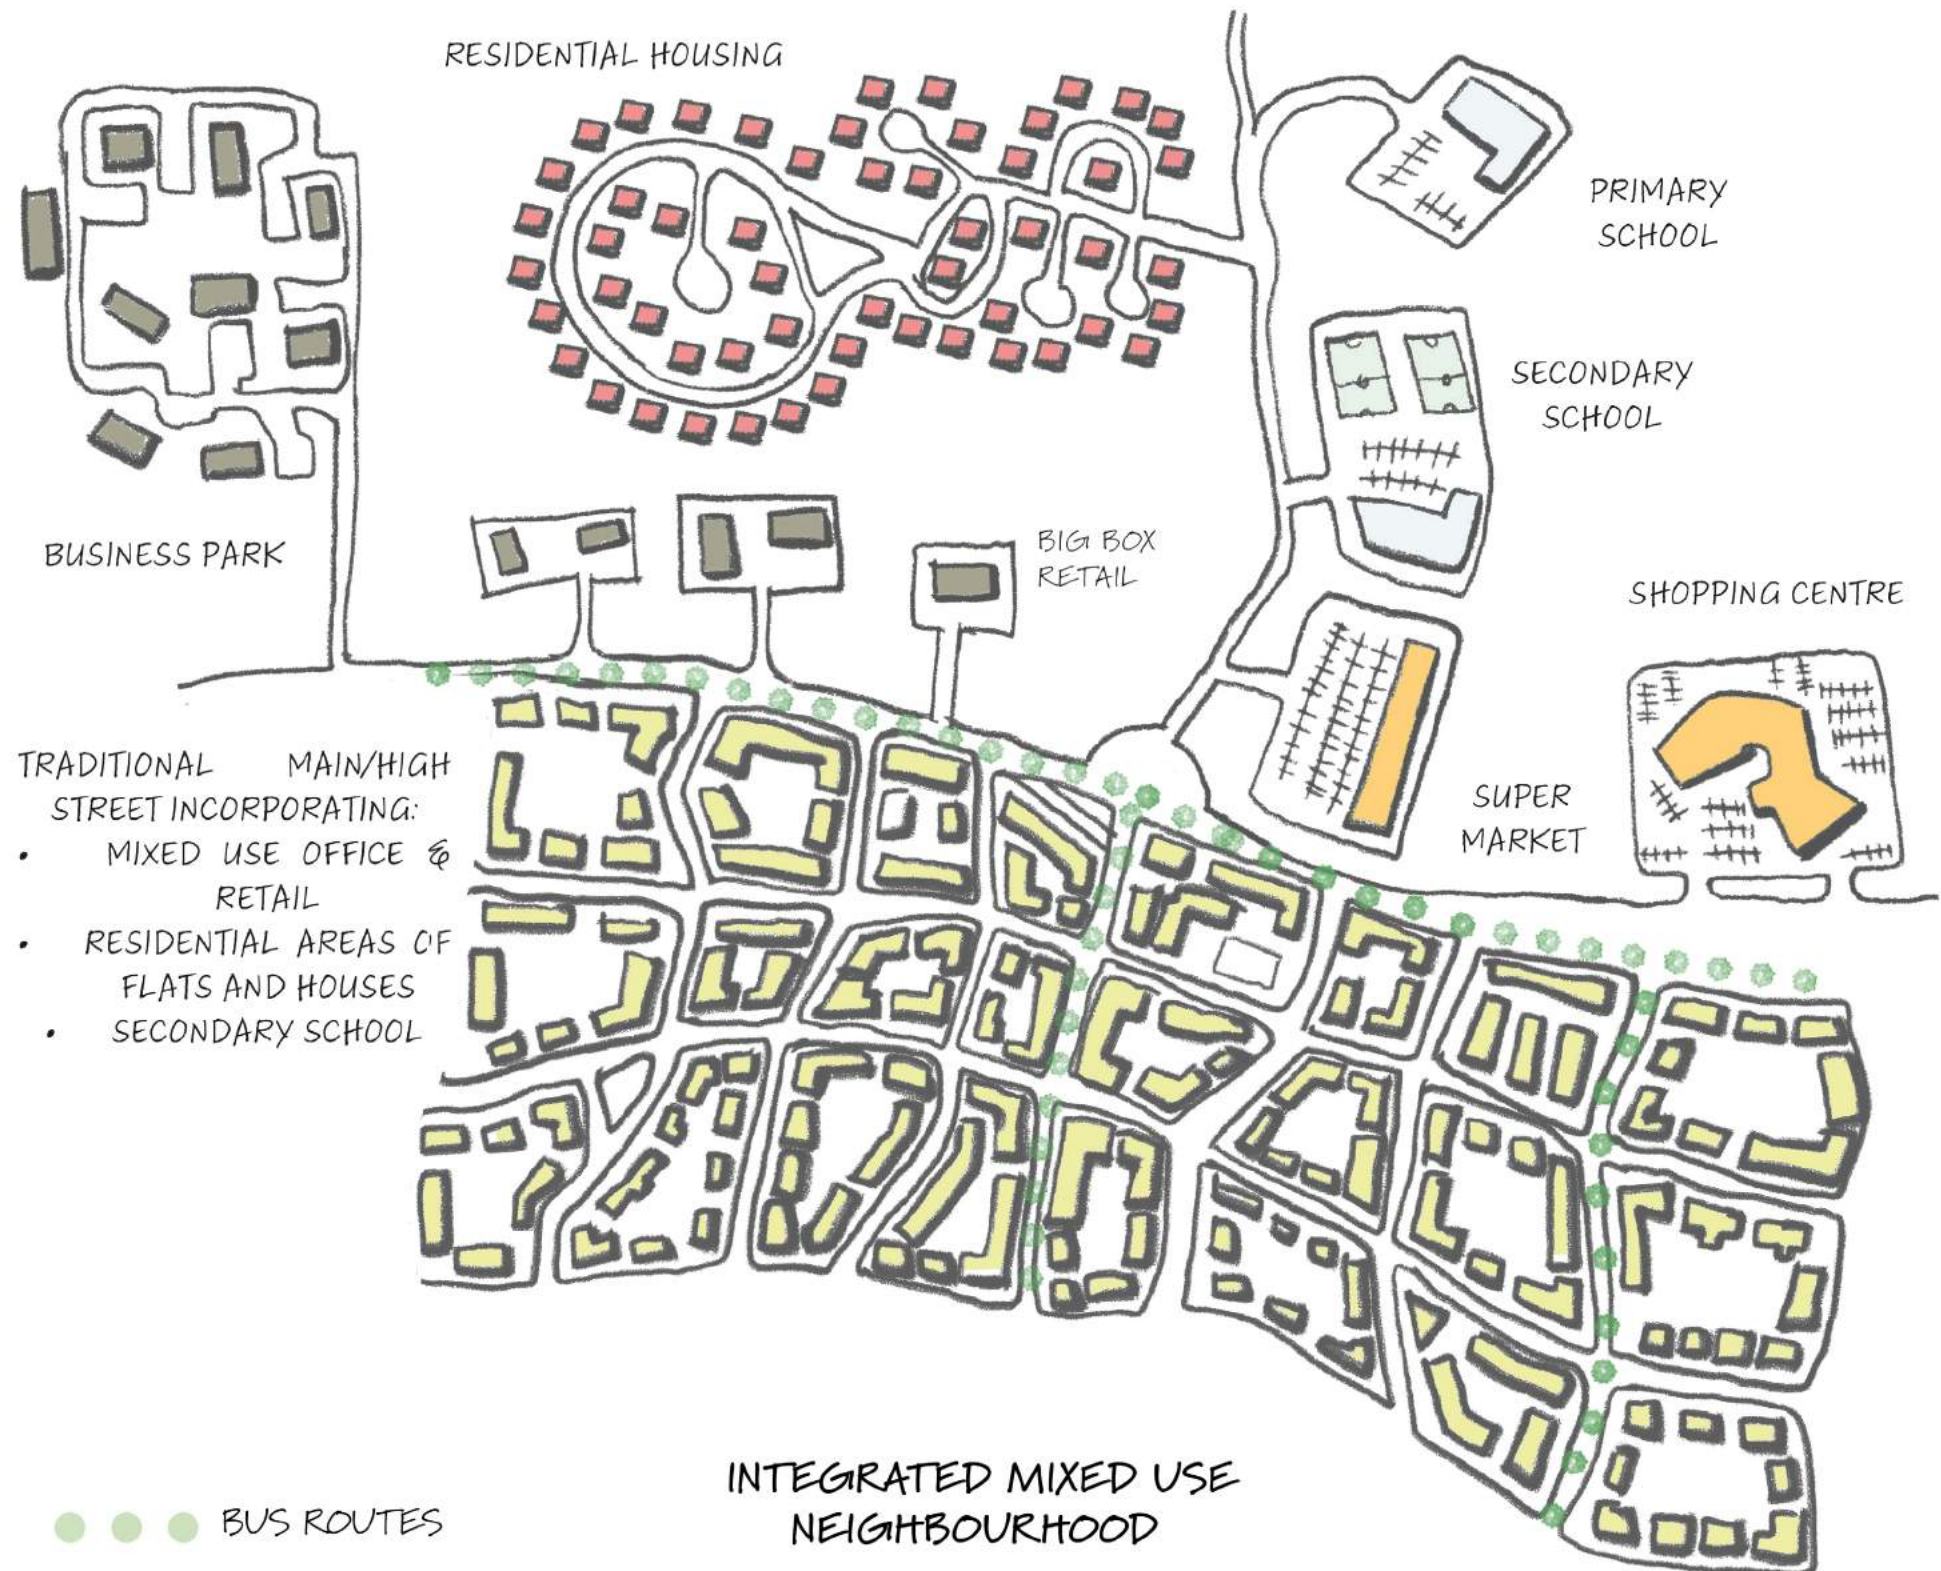 RESIDENTIAL HOUSING
PRIMARY
SCHOOL
SECONDARY
SCHOOL
BUSINESS PARK
BIG BOX
RETAIL
SHOPPING CENTRE
TRADITIONAL MAIN/HIGH
STREET INCORPORATING:
• MIXED USE OFFICE &
RETAIL
• RESIDENTIAL AREAS OF
FLATS AND HOUSES
• SECONDARY SCHOOL
SUPER
MARKET
INTEGRATED MIXED USE
NEIGHBOURHOOD
BUS ROUTES